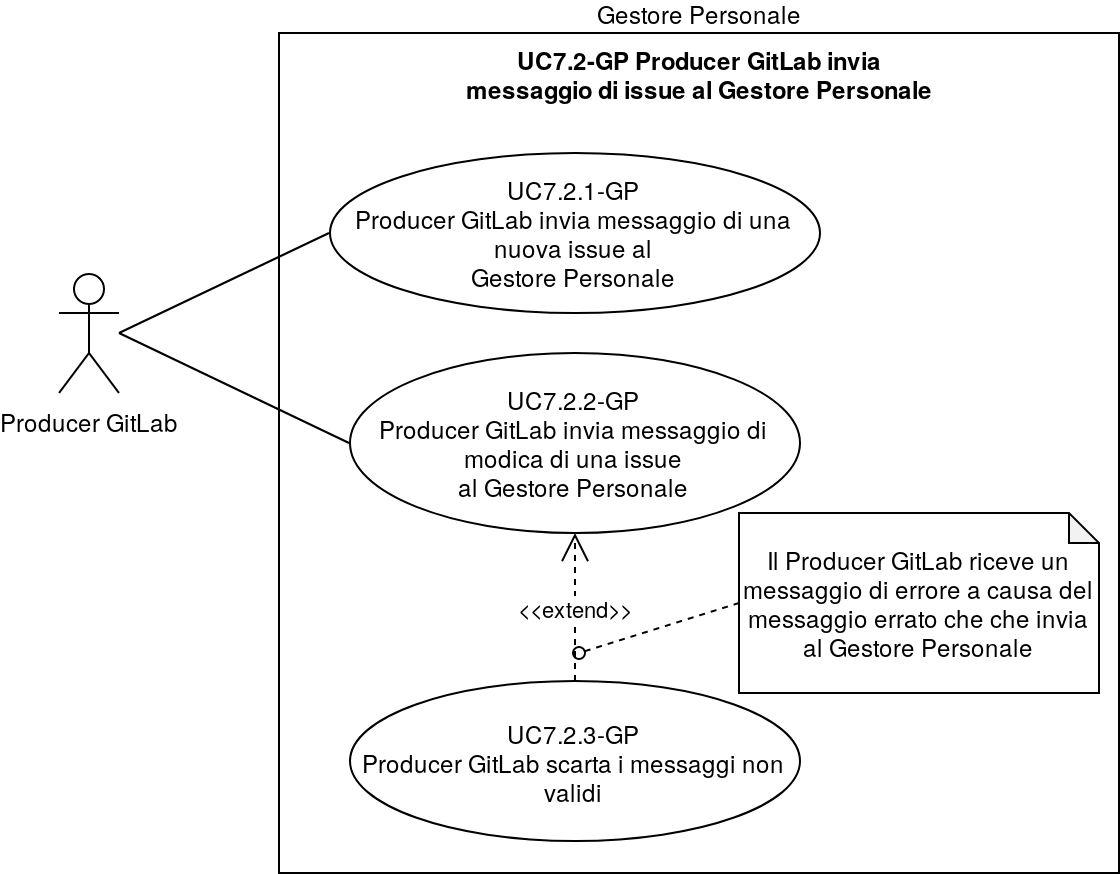 Gestore Personale
UC7.2-GP Producer GitLab invia
messaggio di issue al Gestore Personale
UC7.2.1-GP
Producer GitLab invia messaggio di una
nuova issue al
Gestore Personale
Producer GitLab
UC7.2.2-GP
Producer GitLab invia messaggio di
modica di una issue
al Gestore Personale
Il Producer GitLab riceve un
messaggio di errore a causa del
messaggio errato che che invia
al Gestore Personale
<<extend>>
UC7.2.3-GP
Producer GitLab scarta i messaggi non
validi